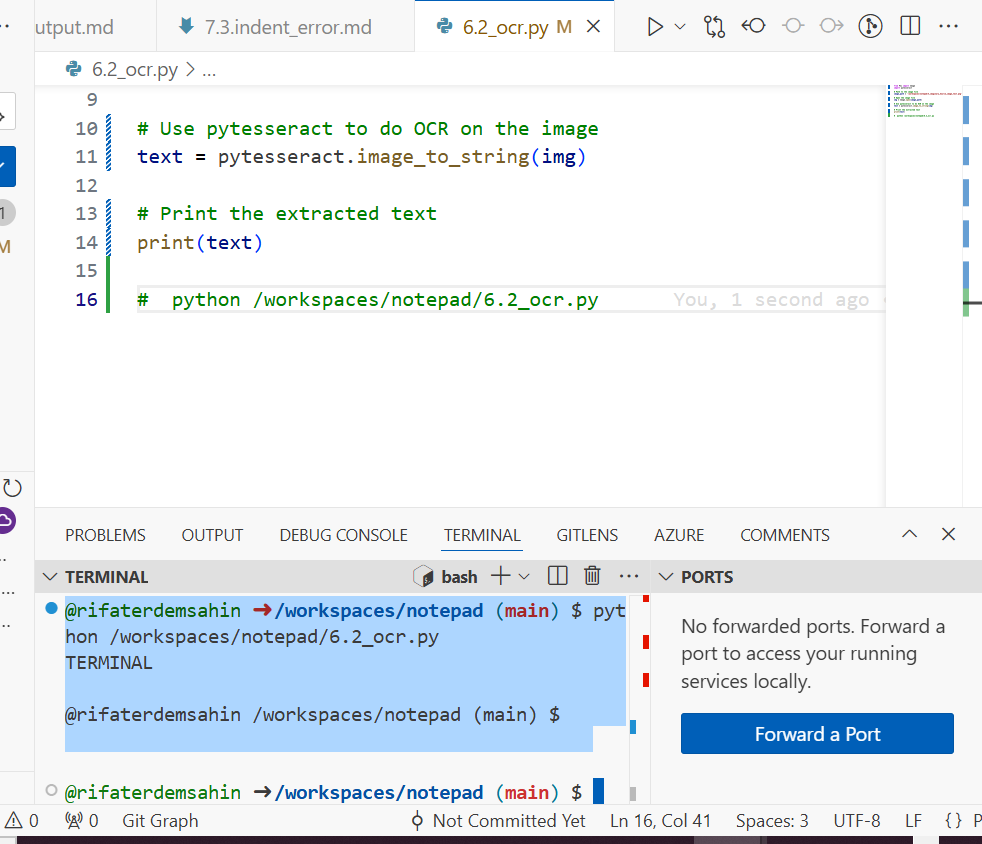 utput.md
7.3.indent_error.md
6.2_ocr.py M
6.2_ocr.py > ...
9
10 # Use pytesseract to do OCR on the image
11 text = pytesseract.image_to_string(img)
12
13 # Print the extracted text
14 print(text)
15
16 #  python /workspaces/notepad/6.2_ocr.py You, 1 second ago
1
M
PROBLEMS OUTPUT DEBUG CONSOLE TERMINAL GITLENS AZURE COMMENTS
TERMINAL bash
@rifaterdemsahin ➜/workspaces/notepad (main) $ pyt
hon /workspaces/notepad/6.2_ocr.py
TERMINAL
@rifaterdemsahin /workspaces/notepad (main) $
@rifaterdemsahin ➜/workspaces/notepad (main) $
PORTS
No forwarded ports. Forward a
port to access your running
services locally.
Forward a Port
0 0 Git Graph Not Committed Yet Ln 16, Col 41 Spaces: 3 UTF-8 LF {} P